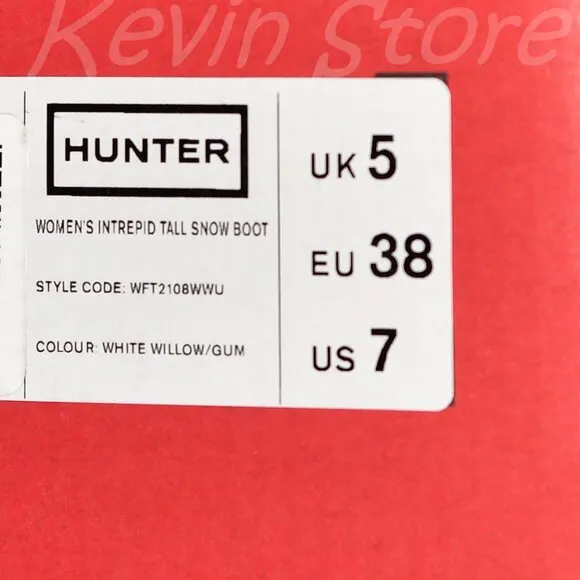 Kevin Store
HUNTER
WOMEN'S INTREPID TALL SNOW BOOT
STYLE CODE: WFT2108WWU
COLOUR: WHITE WILLOW/GUM
UK 5
EU 38
US 7